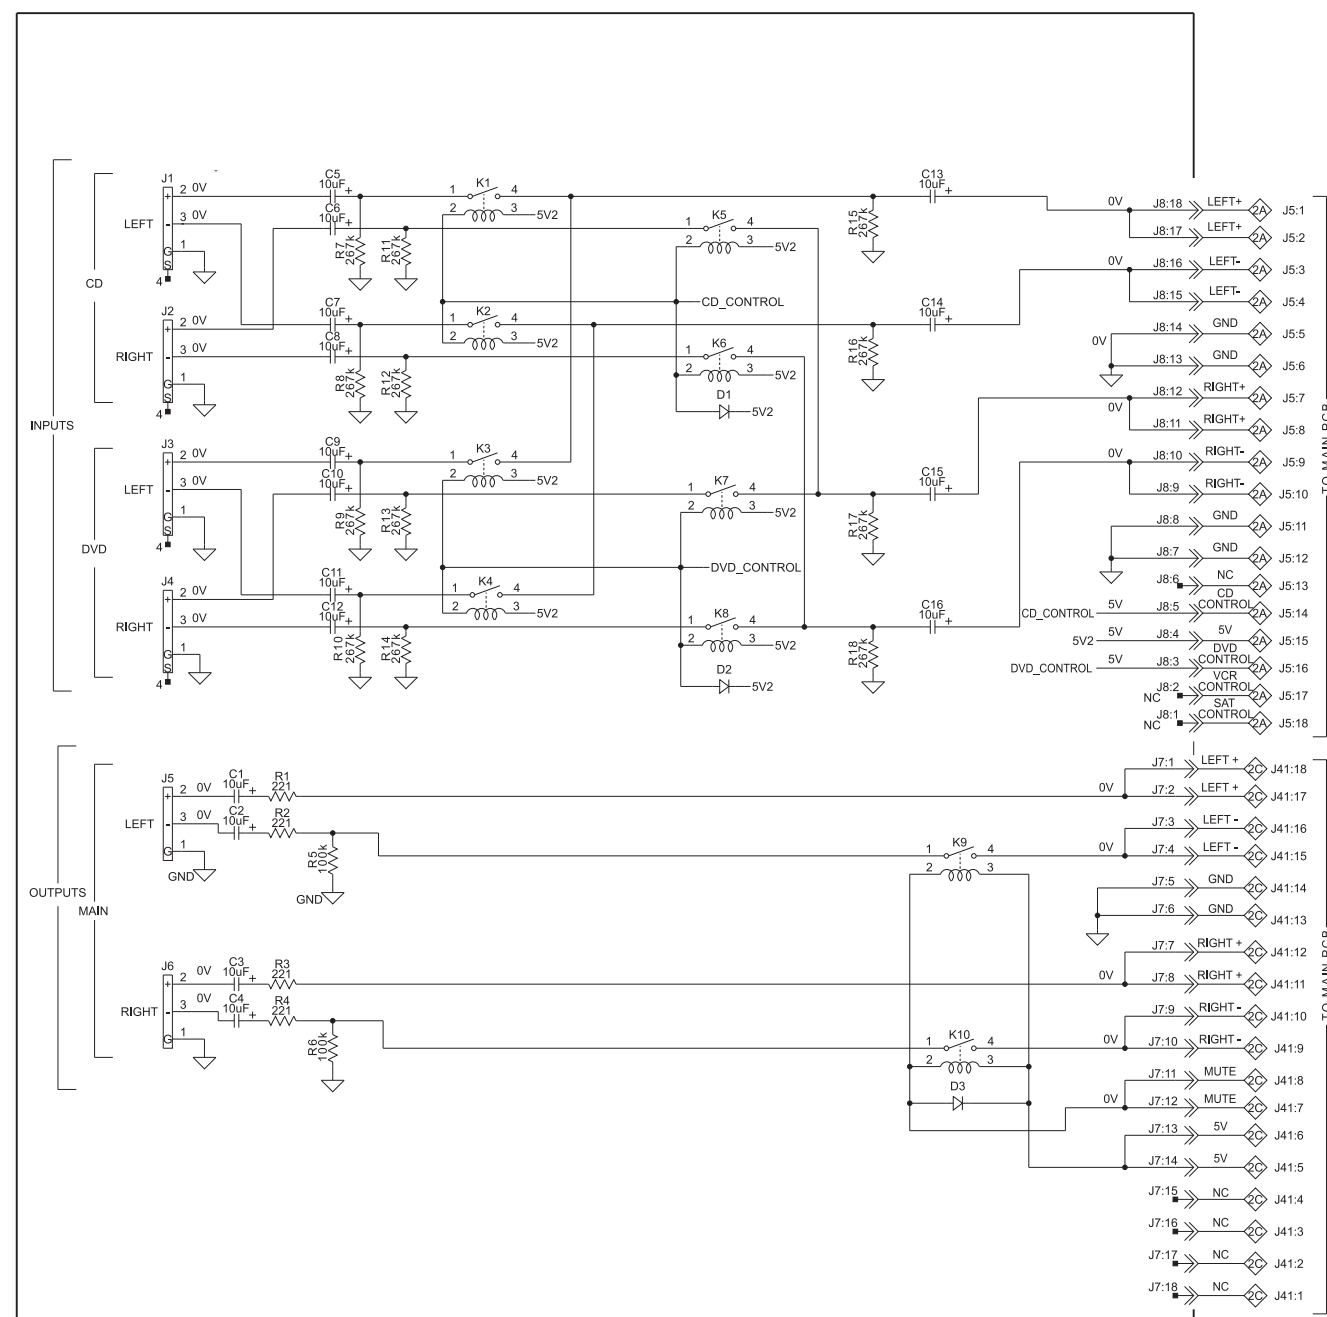 INPUTS
CD
LEFT
J1
+ 2 0V
- 3 0V
G 1
S
4
C5
10uF +
C6
10uF +
R7
267k
R11
267k
1 K1 4
2 3 5V2
1 K5 4
2 3 5V2
R15
267k
C13
10uF +
CD_CONTROL
RIGHT
J2
+ 2 0V
- 3 0V
G 1
S
4
C7
10uF +
C8
10uF +
R8
267k
R12
267k
1 K2 4
2 3 5V2
1 K6 4
2 3 5V2
D1
5V2
R16
267k
C14
10uF +
DVD
LEFT
J3
+ 2 0V
- 3 0V
G 1
S
4
C9
10uF +
C10
10uF +
R9
267k
R13
267k
1 K3 4
2 3 5V2
1 K7 4
2 3 5V2
R17
267k
C15
10uF +
DVD_CONTROL
RIGHT
J4
+ 2 0V
- 3 0V
G 1
S
4
C11
10uF +
C12
10uF +
R10
267k
R14
267k
1 K4 4
2 3 5V2
1 K8 4
2 3 5V2
D2
5V2
R18
267k
C16
10uF +
0V J8:18 LEFT+ 2A J5:1
J8:17 LEFT+ 2A J5:2
0V J8:16 LEFT- 2A J5:3
J8:15 LEFT- 2A J5:4
0V J8:14 GND 2A J5:5
J8:13 GND 2A J5:6
0V J8:12 RIGHT+ 2A J5:7
J8:11 RIGHT+ 2A J5:8
0V J8:10 RIGHT- 2A J5:9
J8:9 RIGHT- 2A J5:10
J8:8 GND 2A J5:11
J8:7 GND 2A J5:12
J8:6 NC 2A J5:13
CD_CONTROL 5V J8:5 CD CONTROL 2A J5:14
5V2 5V J8:4 5V 2A J5:15
DVD_CONTROL 5V J8:3 DVD CONTROL 2A J5:16
NC J8:2 VCR CONTROL 2A J5:17
NC J8:1 SAT CONTROL 2A J5:18
TO MAIN PCB
OUTPUTS
MAIN
LEFT
J5
+ 2 0V
- 3 0V
G 1
GND
C1
10uF +
C2
10uF +
R1
221
R2
221
R5
100k
GND
1 K9 4
2 3
RIGHT
J6
+ 2 0V
- 3 0V
G 1
C3
10uF +
C4
10uF +
R3
221
R4
221
R6
100k
1 K10 4
2 3
D3
J7:1 LEFT + 2C J41:18
0V J7:2 LEFT + 2C J41:17
J7:3 LEFT - 2C J41:16
0V J7:4 LEFT - 2C J41:15
J7:5 GND 2C J41:14
J7:6 GND 2C J41:13
J7:7 RIGHT + 2C J41:12
0V J7:8 RIGHT + 2C J41:11
J7:9 RIGHT - 2C J41:10
0V J7:10 RIGHT - 2C J41:9
J7:11 MUTE 2C J41:8
0V J7:12 MUTE 2C J41:7
J7:13 5V 2C J41:6
J7:14 5V 2C J41:5
J7:15 NC 2C J41:4
J7:16 NC 2C J41:3
J7:17 NC 2C J41:2
J7:18 NC 2C J41:1
TO MAIN PCB